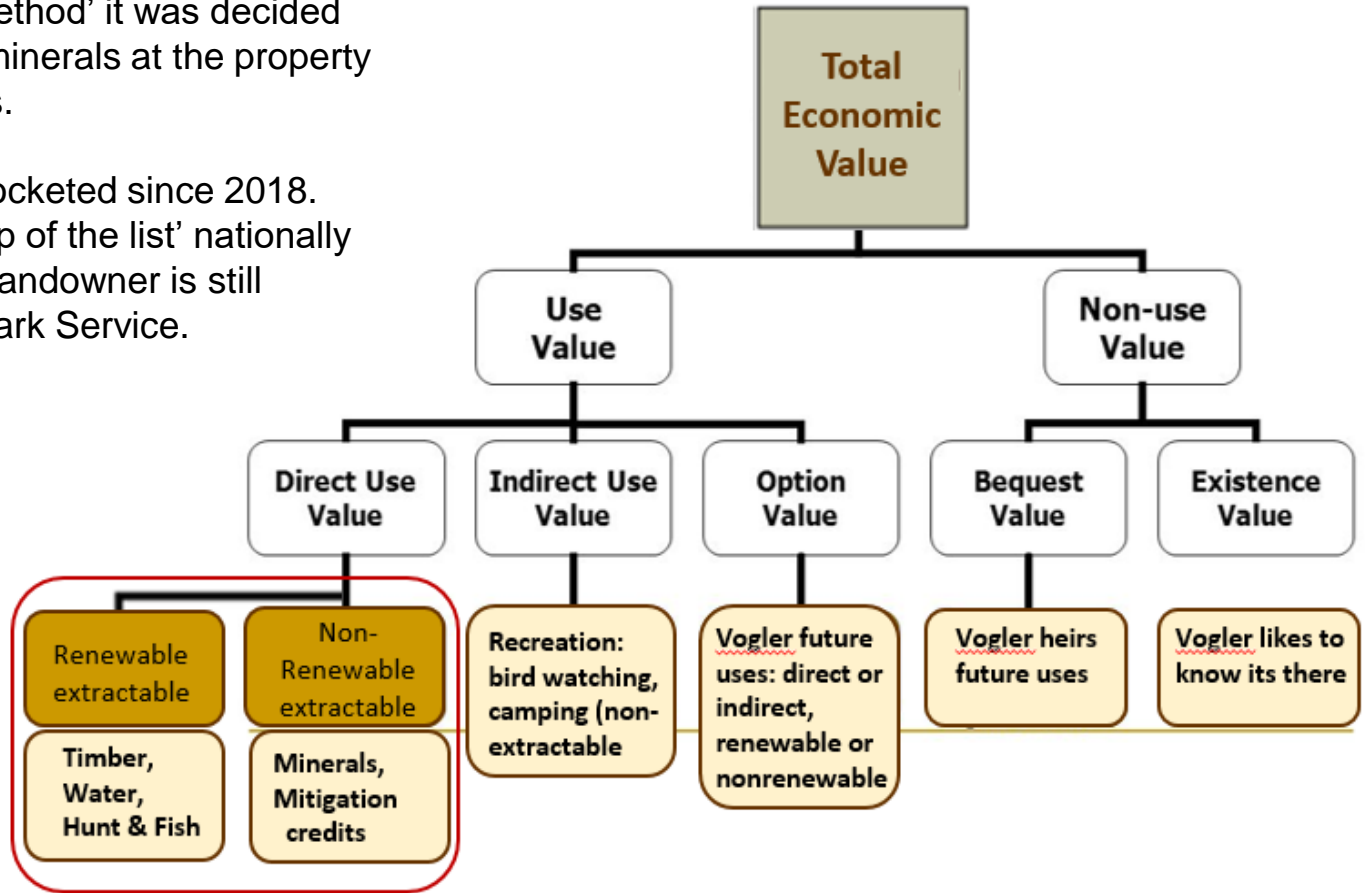 ethod’ it was decided
minerals at the property
s.
ocketed since 2018.
p of the list’ nationally
andowner is still
ark Service.
Total
Economic
Value
Use
Value
Non-use
Value
Direct Use
Value
Indirect Use
Value
Option
Value
Bequest
Value
Existence
Value
Renewable
extractable
Non-
Renewable
extractable
Timber,
Water,
Hunt & Fish
Minerals,
Mitigation
credits
Recreation:
bird watching,
camping (non-
extractable
Vogler future
uses: direct or
indirect,
renewable or
nonrenewable
Vogler heirs
future uses
Vogler likes to
know its there